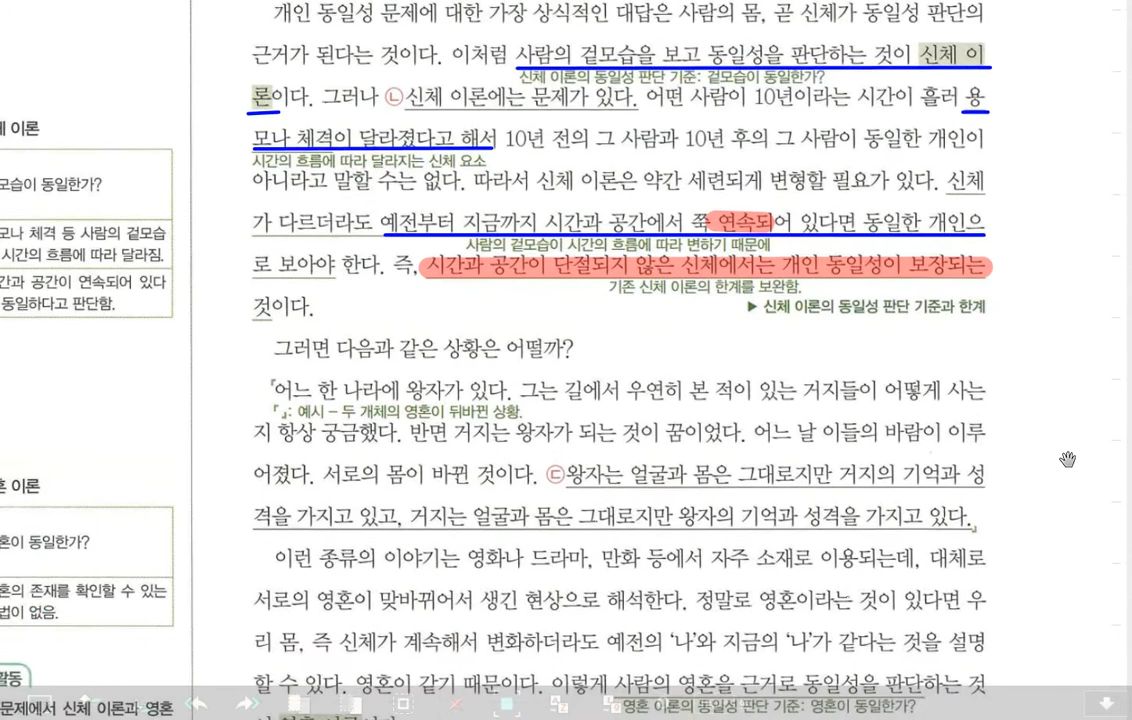 개인 동일성 문제에 대한 가장 상식적인 대답은 사람의 몸, 곧 신체가 동일성 판단의
근거가 된다는 것이다. 이처럼 사람의 겉모습을 보고 동일성을 판단하는 것이 신체 이
신체 이론의 동일성 판단 기준: 겉모습이 동일한가?
론이다. 그러나 ㉡신체 이론에는 문제가 있다. 어떤 사람이 10년이라는 시간이 흘러 용
모나 체격이 달라졌다고 해서 10년 전의 그 사람과 10년 후의 그 사람이 동일한 개인이
시간의 흐름에 따라 달라지는 신체 요소
아니라고 말할 수는 없다. 따라서 신체 이론은 약간 세련되게 변형할 필요가 있다. 신체
가 다르더라도 예전부터 지금까지 시간과 공간에서 쭉 연속되어 있다면 동일한 개인으
사람의 겉모습이 시간의 흐름에 따라 변하기 때문에
로 보아야 한다. 즉, 시간과 공간이 단절되지 않은 신체에서는 개인 동일성이 보장되는
기존 신체 이론의 한계를 보완함.
것이다.
▶ 신체 이론의 동일성 판단 기준과 한계
그러면 다음과 같은 상황은 어떨까?
『어느 한 나라에 왕자가 있다. 그는 길에서 우연히 본 적이 있는 거지들이 어떻게 사는
『 』: 예시 – 두 개체의 영혼이 뒤바뀐 상황.
지 항상 궁금했다. 반면 거지는 왕자가 되는 것이 꿈이었다. 어느 날 이들의 바람이 이루
어졌다. 서로의 몸이 바뀐 것이다. ㉢왕자는 얼굴과 몸은 그대로지만 거지의 기억과 성
격을 가지고 있고, 거지는 얼굴과 몸은 그대로지만 왕자의 기억과 성격을 가지고 있다.』
이런 종류의 이야기는 영화나 드라마, 만화 등에서 자주 소재로 이용되는데, 대체로
서로의 영혼이 맞바뀌어서 생긴 현상으로 해석한다. 정말로 영혼이라는 것이 있다면 우
리 몸, 즉 신체가 계속해서 변화하더라도 예전의 ‘나’와 지금의 ‘나’가 같다는 것을 설명
할 수 있다. 영혼이 같기 때문이다. 이렇게 사람의 영혼을 근거로 동일성을 판단하는 것
영혼 이론의 동일성 판단 기준: 영혼이 동일한가?
이론
모습이 동일한가?
모나 체격 등 사람의 겉모습
시간의 흐름에 따라 달라짐.
간과 공간이 연속되어 있다
동일하다고 판단함.
혼 이론
혼이 동일한가?
혼의 존재를 확인할 수 있는
법이 없음.
활동
문제에서 신체 이론과 영혼